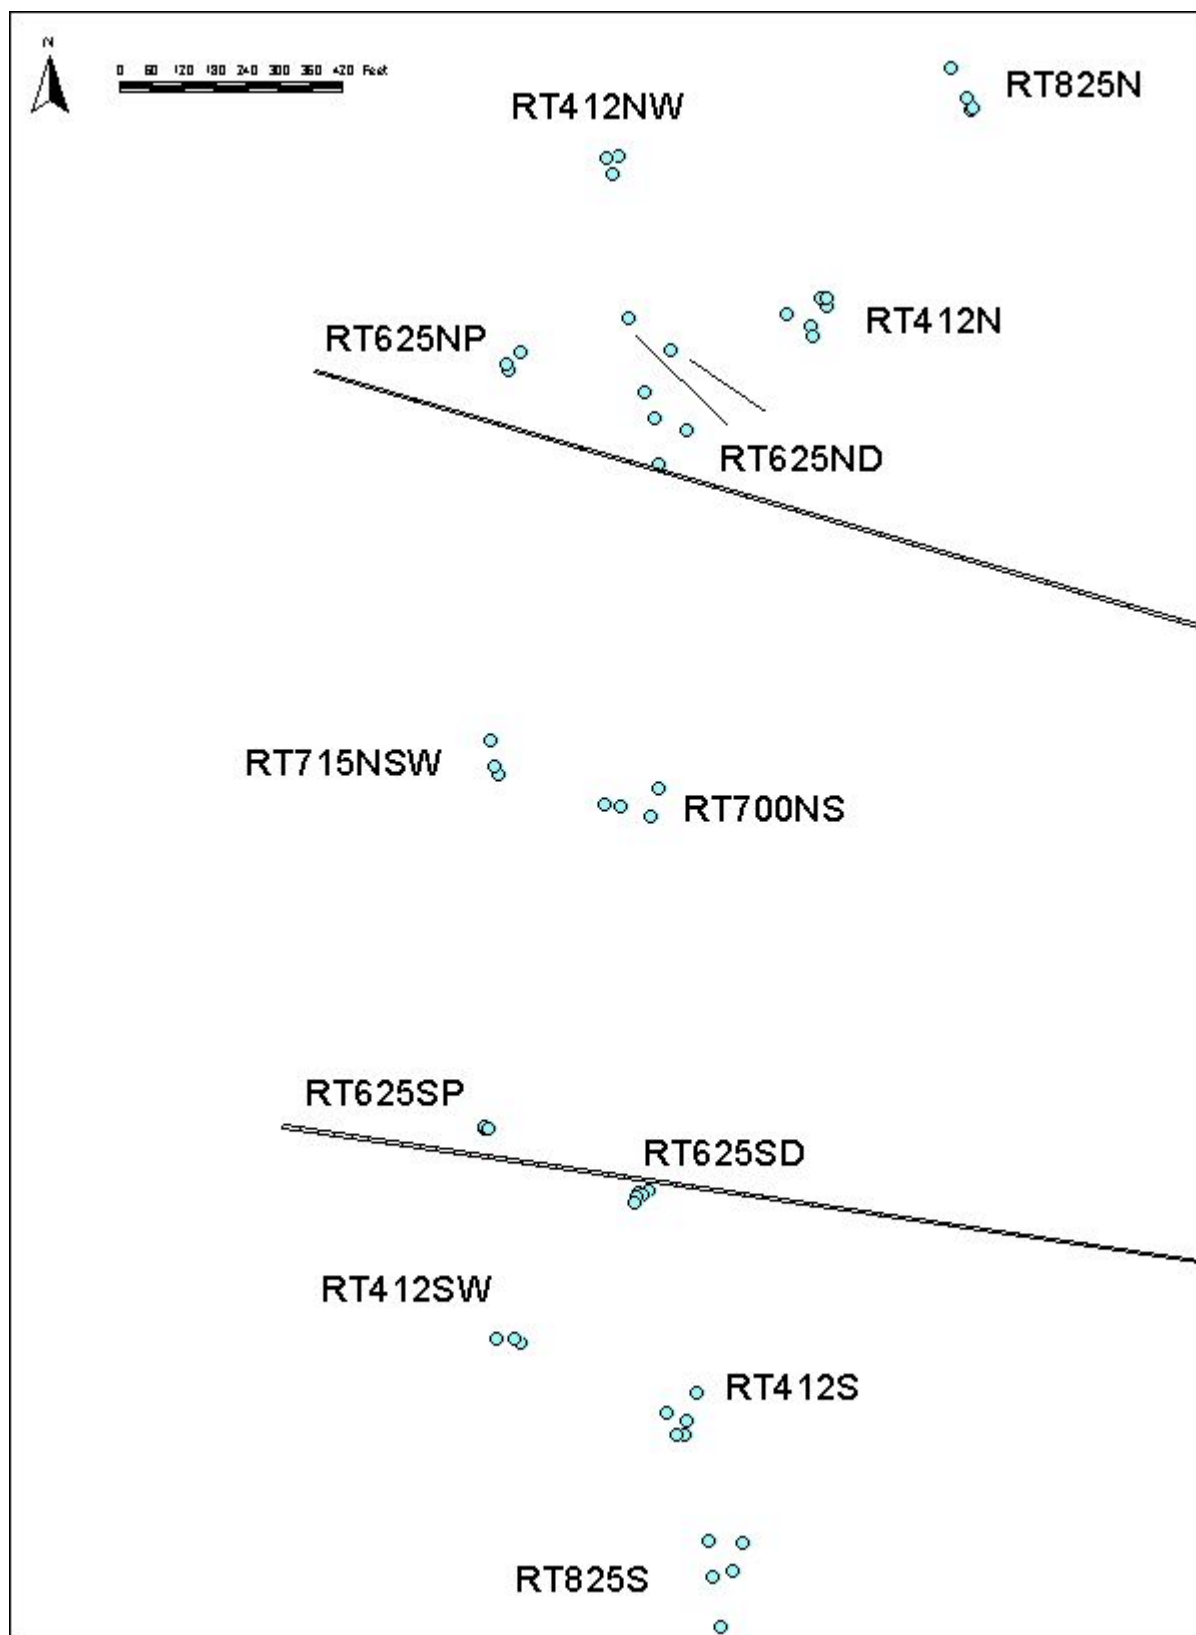 N
0 60 120 180 240 300 360 420 Feet
RT825N
RT412NW
RT412N
RT625NP
RT625ND
RT715NSW
RT700NS
RT625SP
RT625SD
RT412SW
RT412S
RT825S